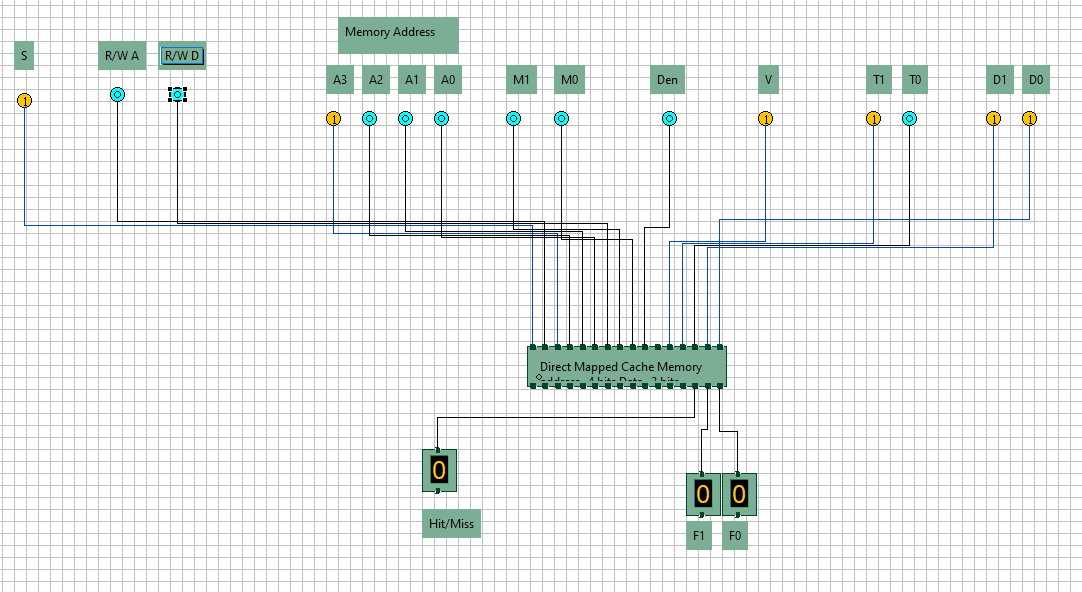 Memory Address
S
R/W A
R/W D
A3 A2 A1 A0 M1 M0 Den V T1 T0 D1 D0
1
1 1 1 1 1
Direct Mapped Cache Memory
address 4 bits Data 2 bits
0
0 0
Hit/Miss
F1 F0